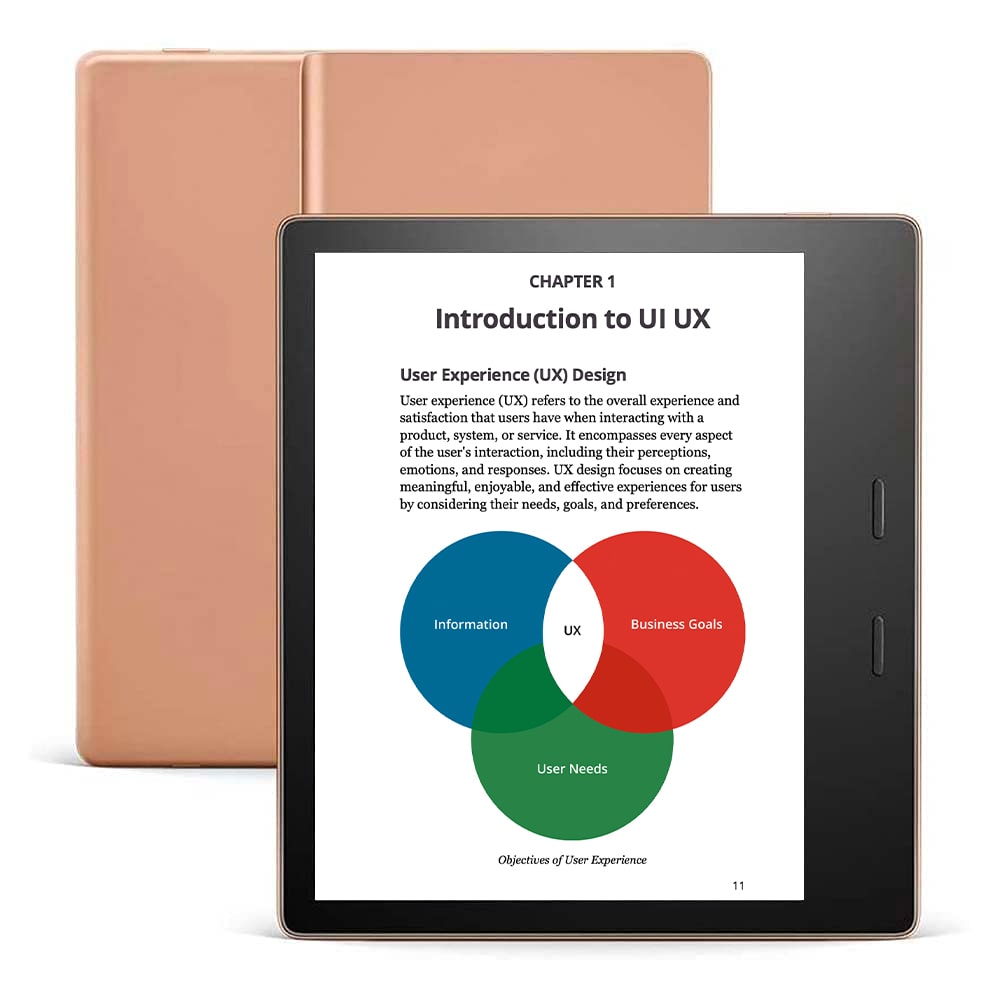 CHAPTER 1
Introduction to UI UX
User Experience (UX) Design
User experience (UX) refers to the overall experience and
satisfaction that users have when interacting with a
product, system, or service. It encompasses every aspect
of the user's interaction, including their perceptions,
emotions, and responses. UX design focuses on creating
meaningful, enjoyable, and effective experiences for users
by considering their needs, goals, and preferences.
Information
UX
Business Goals
User Needs
Objectives of User Experience
11